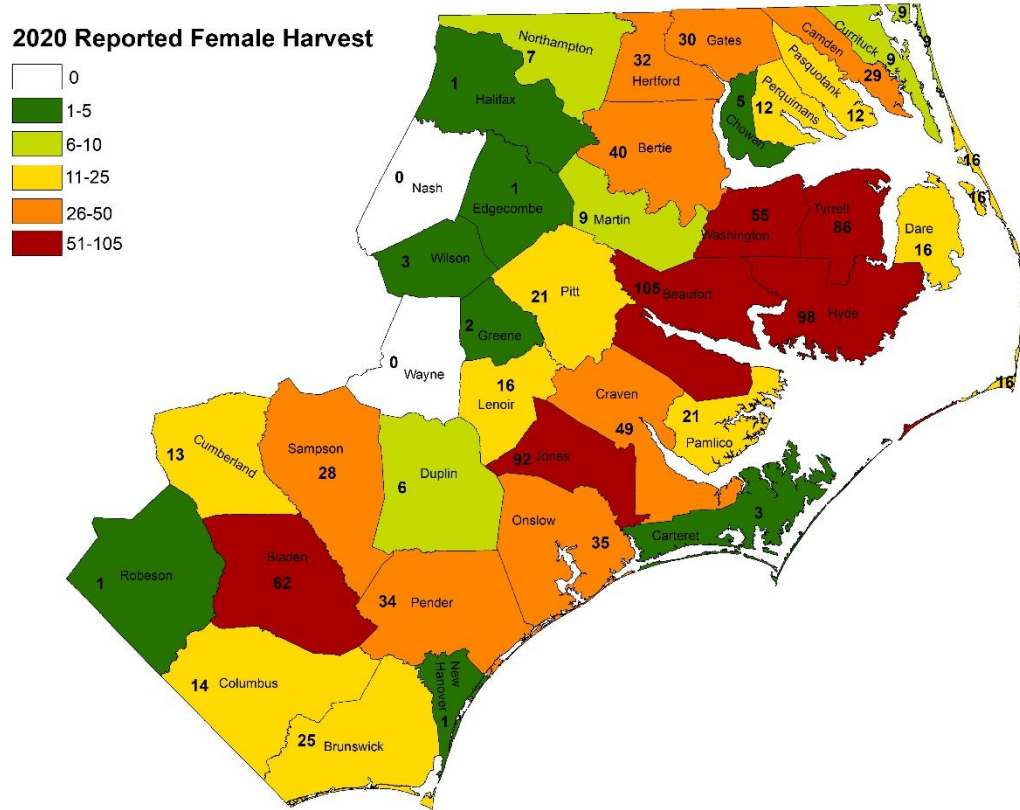 2020 Reported Female Harvest
0
1-5
6-10
11-25
26-50
51-105
Northampton
7
Hertford
32
Gates
30
Camden
29
Currituck
9
9
9
Pasquotank
12
Perquimans
12
Chowan
5
Halifax
1
Bertie
40
Nash
0
Edgecombe
1
Martin
9
Washington
55
Tyrrell
86
Dare
16
16
16
16
Wilson
3
Pitt
21
Beaufort
105
Hyde
98
Greene
2
Wayne
0
Lenoir
16
Craven
49
Pamlico
21
Jones
92
Cumberland
13
Sampson
28
Duplin
6
Onslow
35
Carteret
3
Robeson
1
Bladen
62
Pender
34
New
Hanover
1
Columbus
14
Brunswick
25